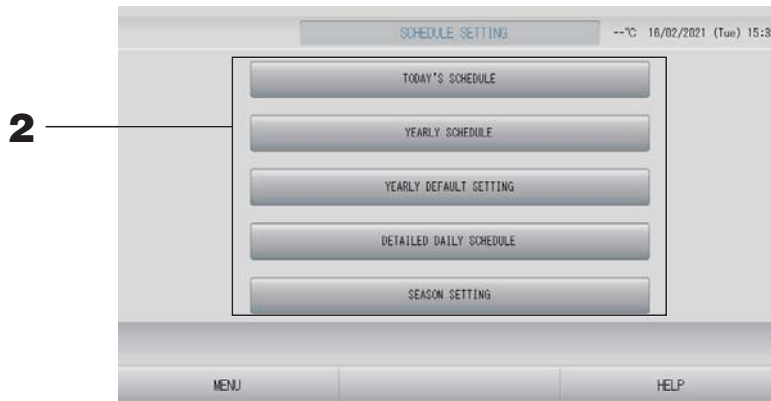 SCHEDULE SETTING --℃ 16/02/2021 (Tue) 15:3
TODAY'S SCHEDULE
2
YEARLY SCHEDULE
YEARLY DEFAULT SETTING
DETAILED DAILY SCHEDULE
SEASON SETTING
MENU HELP